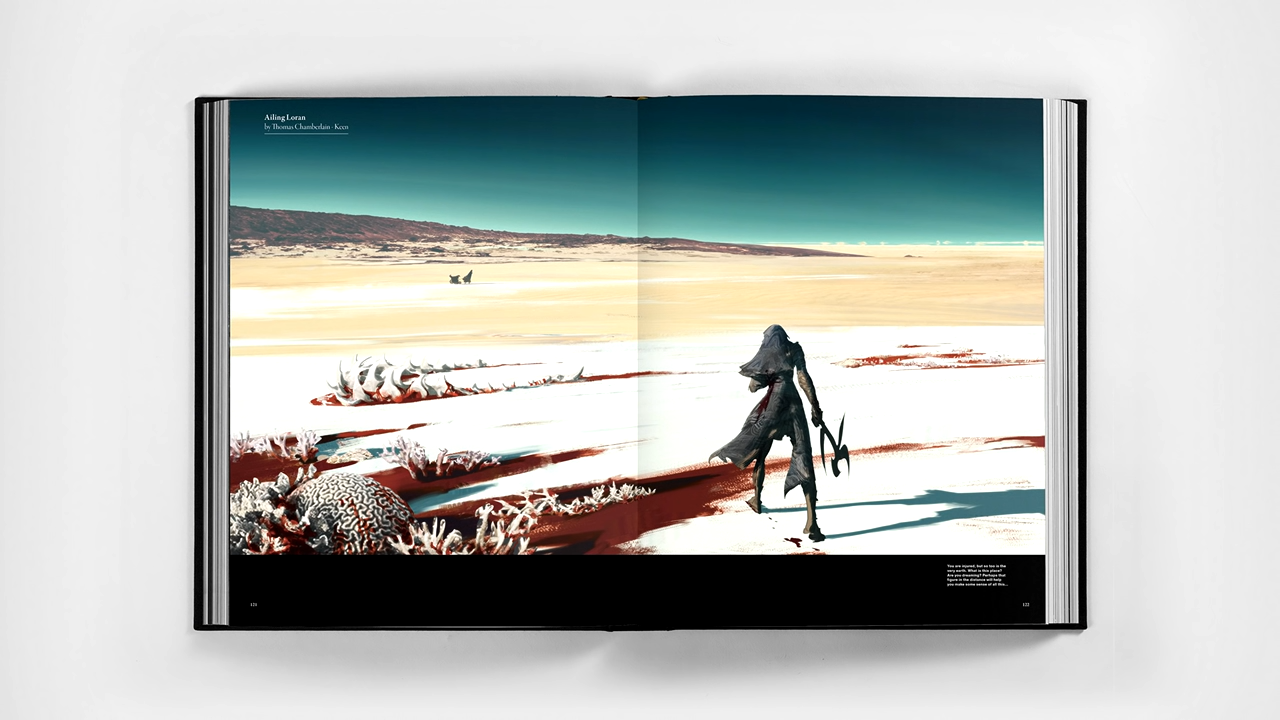 Ailing Loran
by Thomas Chamberlain - Keen
You are injured, but so too is the
very earth. What is this place?
Are you dreaming? Perhaps that
figure in the distance will help
you make some sense of all this...
121
122